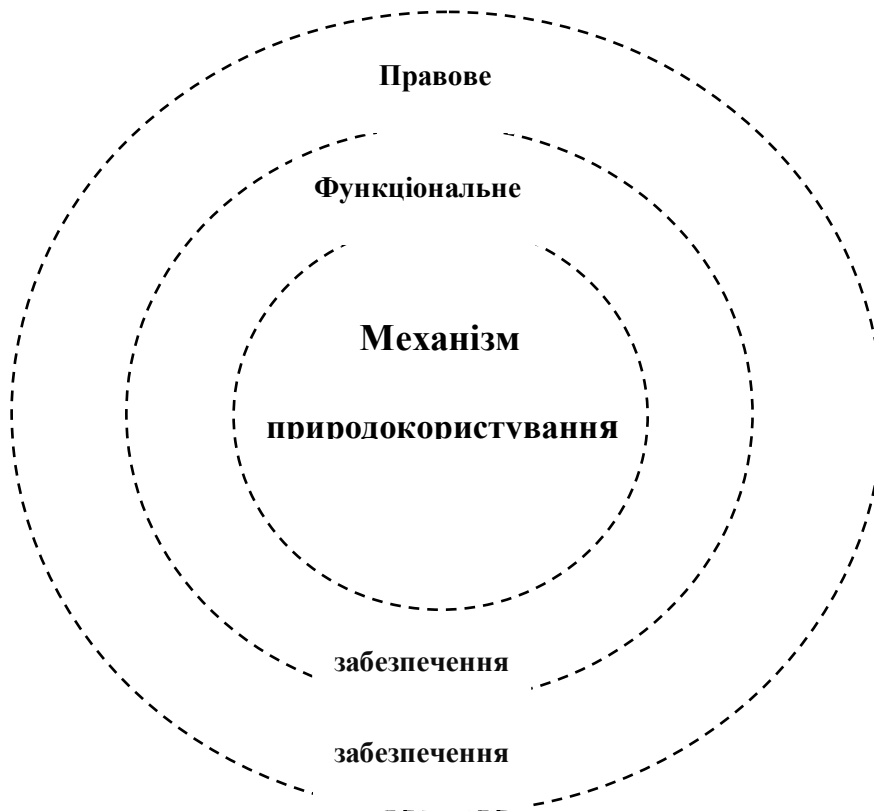 Правове
Функціональне
Механізм
природокористування
забезпечення
забезпечення